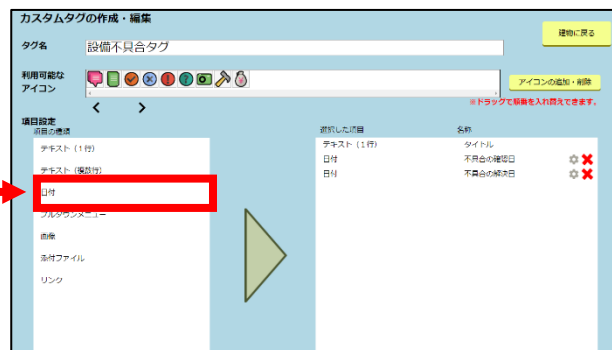 カスタムタグの作成・編集
建物に戻る
タグ名
設備不具合タグ
利用可能な
アイコン
アイコンの追加・削除
※ドラッグで順番を入れ替えできます。
項目設定
項目の種類
選択した項目
名称
テキスト（1行）
テキスト（複数行）
日付
プルダウンメニュー
画像
添付ファイル
リンク
テキスト（1行）
タイトル
日付
不具合の確認日
日付
不具合の解決日